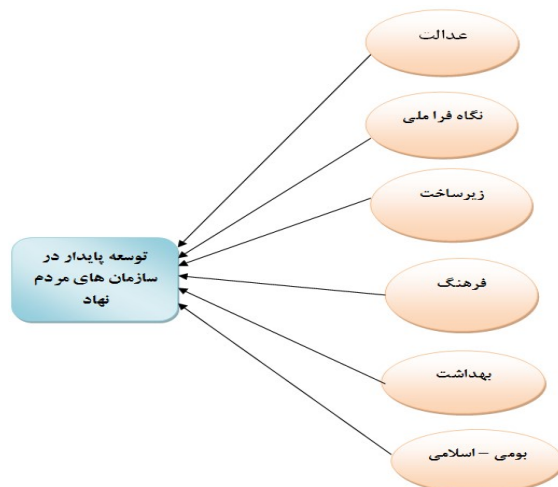 عدالت
نگاه فرا ملی
زیرساخت
توسعه پایدار در
سازمان های مردم
نهاد
فرهنگ
بهداشت
بومی – اسلامی